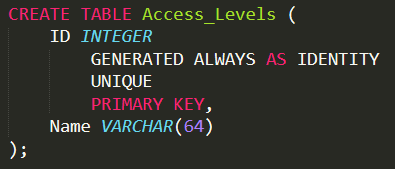 CREATE TABLE Access_Levels (
    ID INTEGER
        GENERATED ALWAYS AS IDENTITY
        UNIQUE
        PRIMARY KEY,
    Name VARCHAR(64)
);